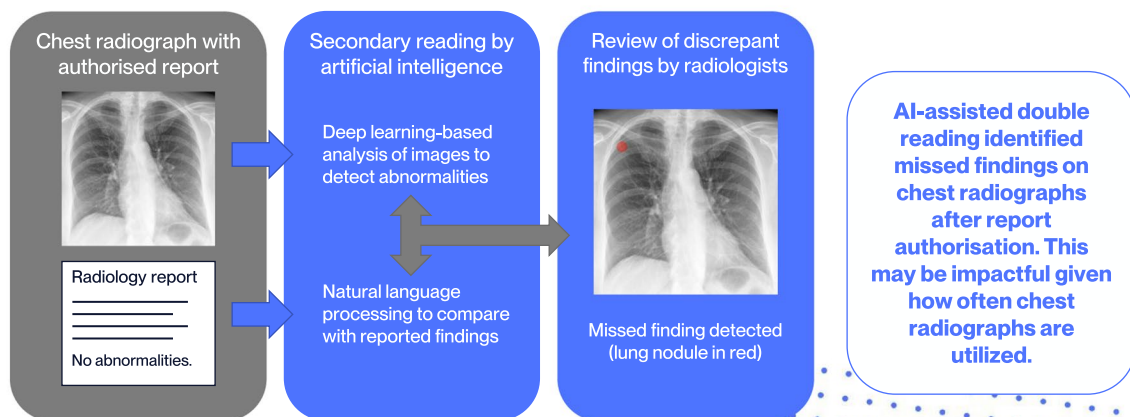 Chest radiograph with
authorised report
Radiology report
No abnormalities.
Secondary reading by
artificial intelligence
Deep learning-based
analysis of images to
detect abnormalities
Natural language
processing to compare
with reported findings
Review of discrepant
findings by radiologists
Missed finding detected
(lung nodule in red)
AI-assisted double
reading identified
missed findings on
chest radiographs
after report
authorisation. This
may be impactful given
how often chest
radiographs are
utilized.